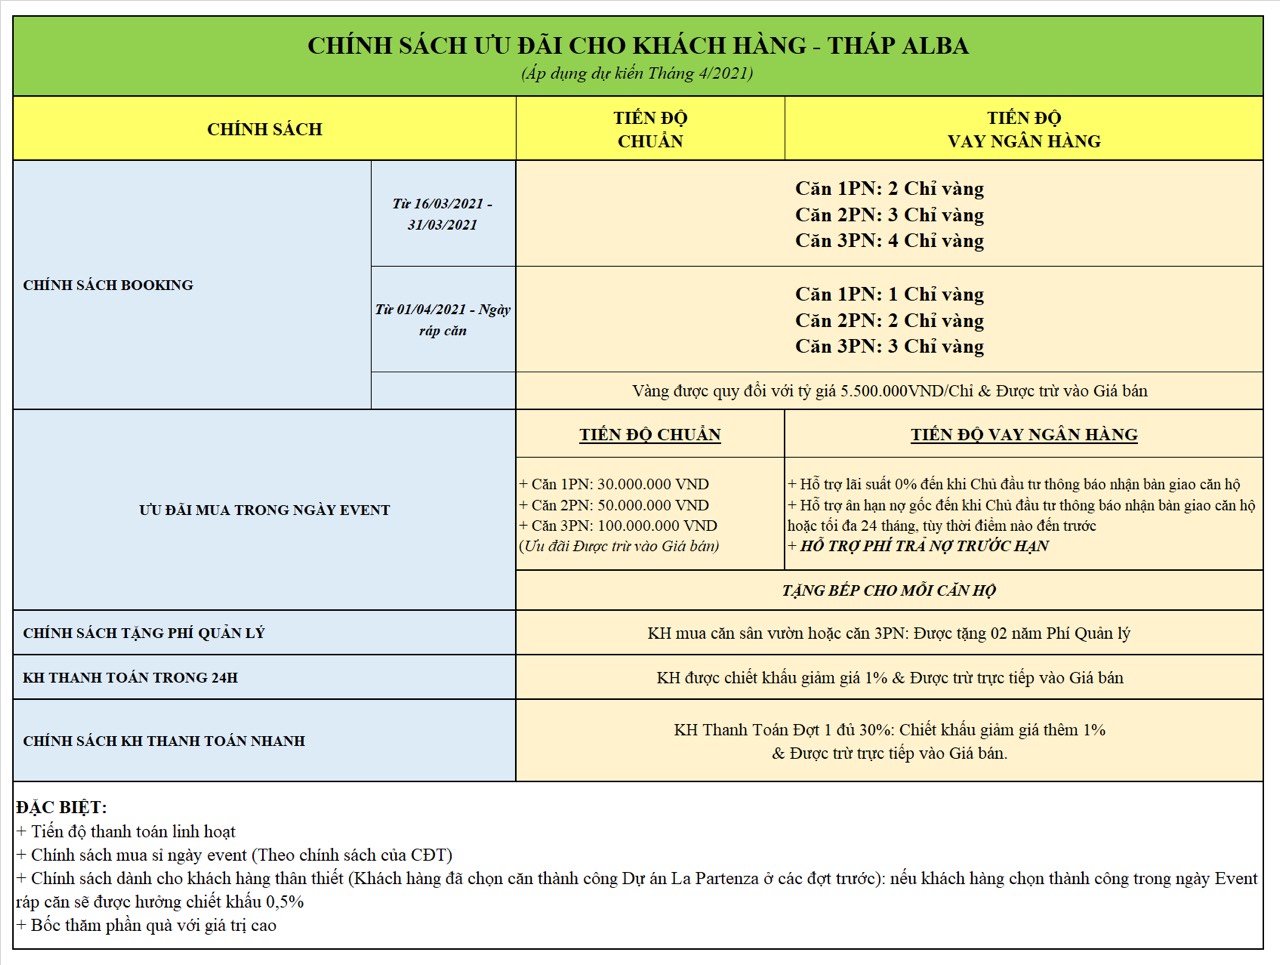 CHÍNH SÁCH ƯU ĐÃI CHO KHÁCH HÀNG - THÁP ALBA
(Áp dụng dự kiến Tháng 4/2021)
CHÍNH SÁCH
TIẾN ĐỘ
CHUẨN
TIẾN ĐỘ
VAY NGÂN HÀNG
CHÍNH SÁCH BOOKING
Từ 16/03/2021 -
31/03/2021
Căn 1PN: 2 Chỉ vàng
Căn 2PN: 3 Chỉ vàng
Căn 3PN: 4 Chỉ vàng
Từ 01/04/2021 - Ngày
ráp căn
Căn 1PN: 1 Chỉ vàng
Căn 2PN: 2 Chỉ vàng
Căn 3PN: 3 Chỉ vàng
Vàng được quy đổi với tỷ giá 5.500.000VND/Chỉ & Được trừ vào Giá bán
ƯU ĐÃI MUA TRONG NGÀY EVENT
TIẾN ĐỘ CHUẨN
TIẾN ĐỘ VAY NGÂN HÀNG
+ Căn 1PN: 30.000.000 VND
+ Căn 2PN: 50.000.000 VND
+ Căn 3PN: 100.000.000 VND
(Ưu đãi Được trừ vào Giá bán)
+ Hỗ trợ lãi suất 0% đến khi Chủ đầu tư thông báo nhận bàn giao căn hộ
+ Hỗ trợ ân hạn nợ gốc đến khi Chủ đầu tư thông báo nhận bàn giao căn hộ
hoặc tối đa 24 tháng, tùy thời điểm nào đến trước
+ HỖ TRỢ PHÍ TRẢ NỢ TRƯỚC HẠN
TẶNG BẾP CHO MỖI CĂN HỘ
CHÍNH SÁCH TẶNG PHÍ QUẢN LÝ
KH mua căn sân vườn hoặc căn 3PN: Được tặng 02 năm Phí Quản lý
KH THANH TOÁN TRONG 24H
KH được chiết khấu giảm giá 1% & Được trừ trực tiếp vào Giá bán
CHÍNH SÁCH KH THANH TOÁN NHANH
KH Thanh Toán Đợt 1 đủ 30%: Chiết khấu giảm giá thêm 1%
& Được trừ trực tiếp vào Giá bán.
ĐẶC BIỆT:
+ Tiến độ thanh toán linh hoạt
+ Chính sách mua sỉ ngày event (Theo chính sách của CĐT)
+ Chính sách dành cho khách hàng thân thiết (Khách hàng đã chọn căn thành công Dự án La Partenza ở các đợt trước): nếu khách hàng chọn thành công trong ngày Event
ráp căn sẽ được hưởng chiết khấu 0,5%
+ Bốc thăm phần quà với giá trị cao